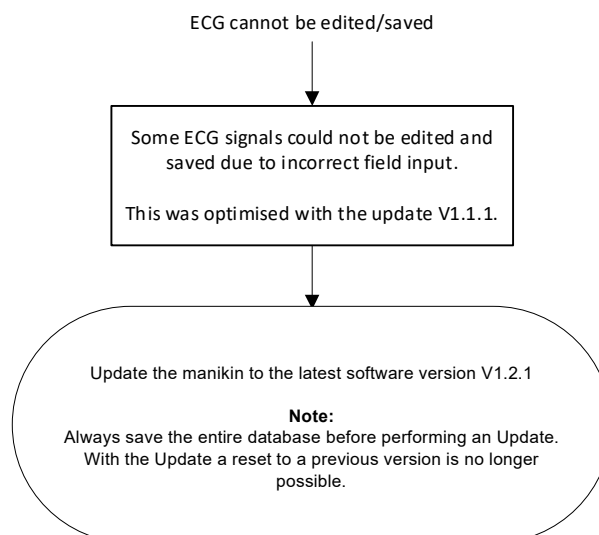 ECG cannot be edited/saved
Some ECG signals could not be edited and
saved due to incorrect field input.
This was optimised with the update V1.1.1.
Update the manikin to the latest software version V1.2.1
Note:
Always save the entire database before performing an Update.
With the Update a reset to a previous version is no longer
possible.